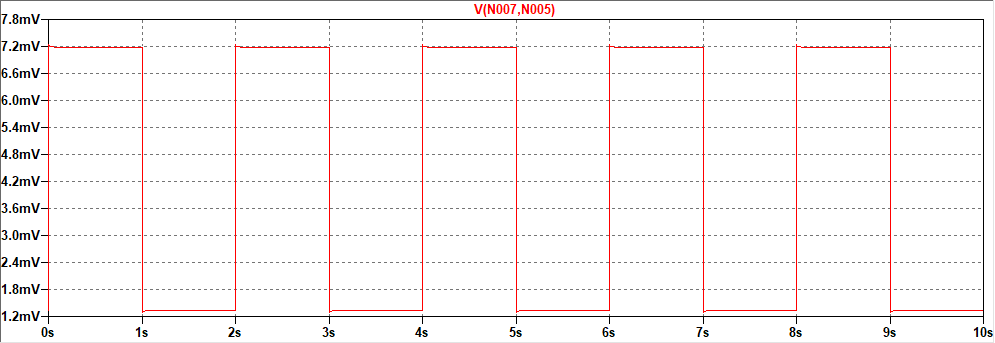 V(N007,N005)
7.8mV
7.2mV
6.6mV
6.0mV
5.4mV
4.8mV
4.2mV
3.6mV
3.0mV
2.4mV
1.8mV
1.2mV
0s 1s 2s 3s 4s 5s 6s 7s 8s 9s 10s